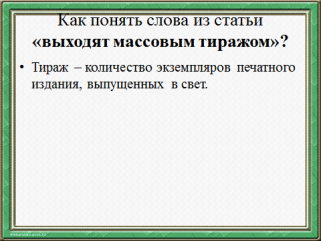 Как понять слова из статьи
«выходят массовым тиражом»?
• Тираж – количество экземпляров печатного
издания, выпущенных в свет.